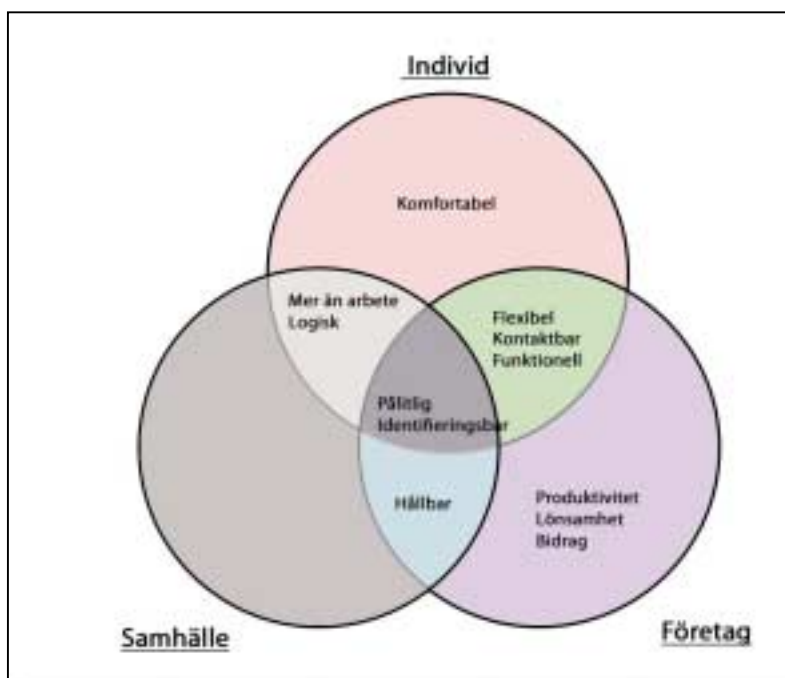 Individ
Komfortabel
Mer än arbete
Logisk
Flexibel
Kontaktbar
Funktionell
Pålitlig
Identifieringsbar
Hållbar
Produktivitet
Lönsamhet
Bidrag
Samhälle
Företag